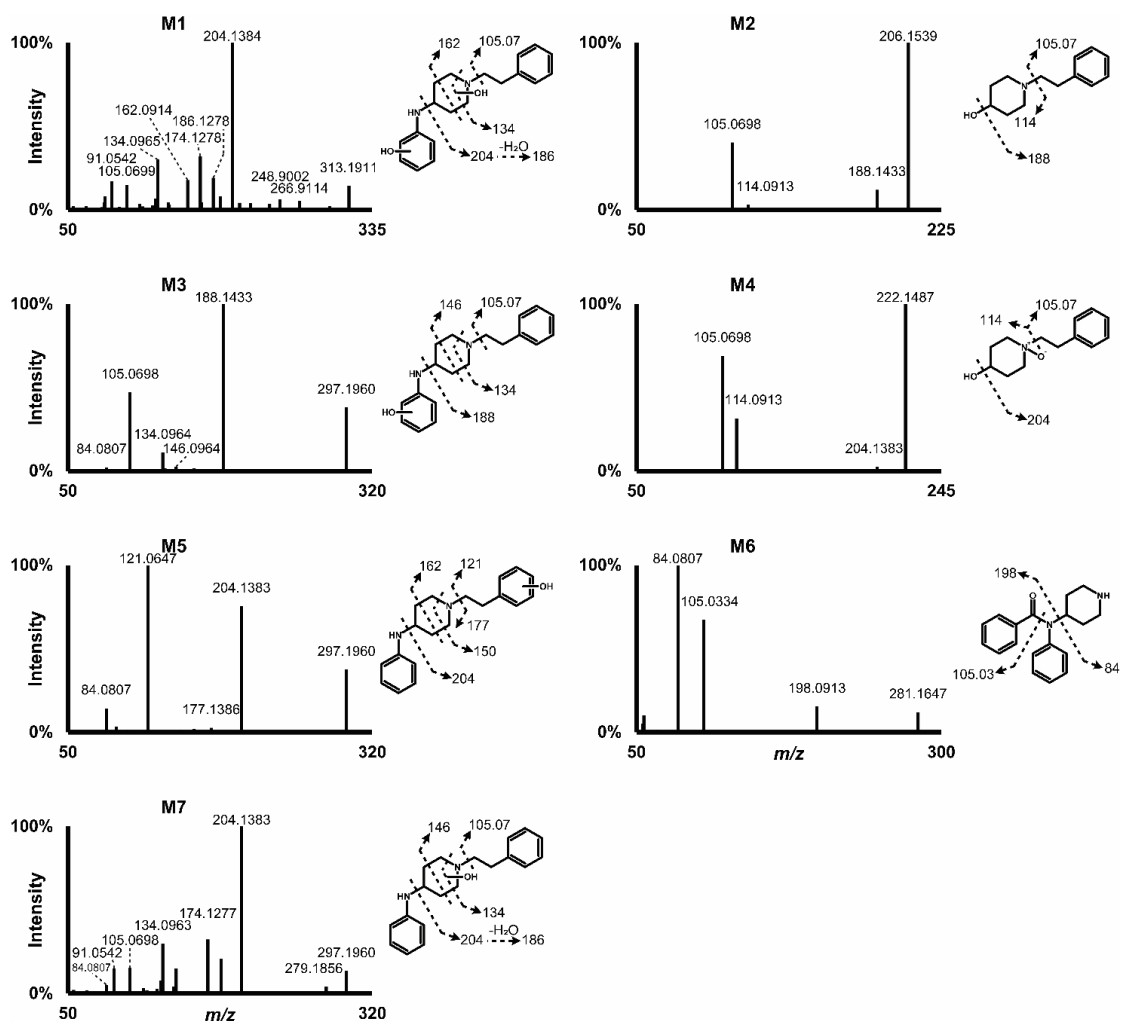 M1
100%
204.1384
162.0914
186.1278
134.0965
174.1278
91.0542
105.0699
248.9002
313.1911
266.9114
Intensity
0%
50
335
162
105.07
N
OH
HN
134
HO
-H₂O
204
186
M2
100%
206.1539
105.0698
114.0913
188.1433
0%
50
225
105.07
N
HO
114
188
M3
100%
188.1433
105.0698
297.1960
134.0964
84.0807
146.0964
Intensity
0%
50
320
146
105.07
N
HN
134
HO
188
M4
100%
222.1487
105.0698
114.0913
204.1383
0%
50
245
105.07
114
N⁺
O⁻
HO
204
M5
121.0647
100%
204.1383
297.1960
84.0807
177.1386
Intensity
0%
50
320
162
121
OH
N
177
HN
150
204
M6
84.0807
100%
105.0334
198.0913
281.1647
0%
50
300
m/z
198
NH
O
N
105.03
84
M7
204.1383
100%
174.1277
134.0963
105.0698
91.0542
84.0807
297.1960
279.1856
Intensity
0%
50
320
m/z
146
105.07
N
OH
HN
134
-H₂O
204
186